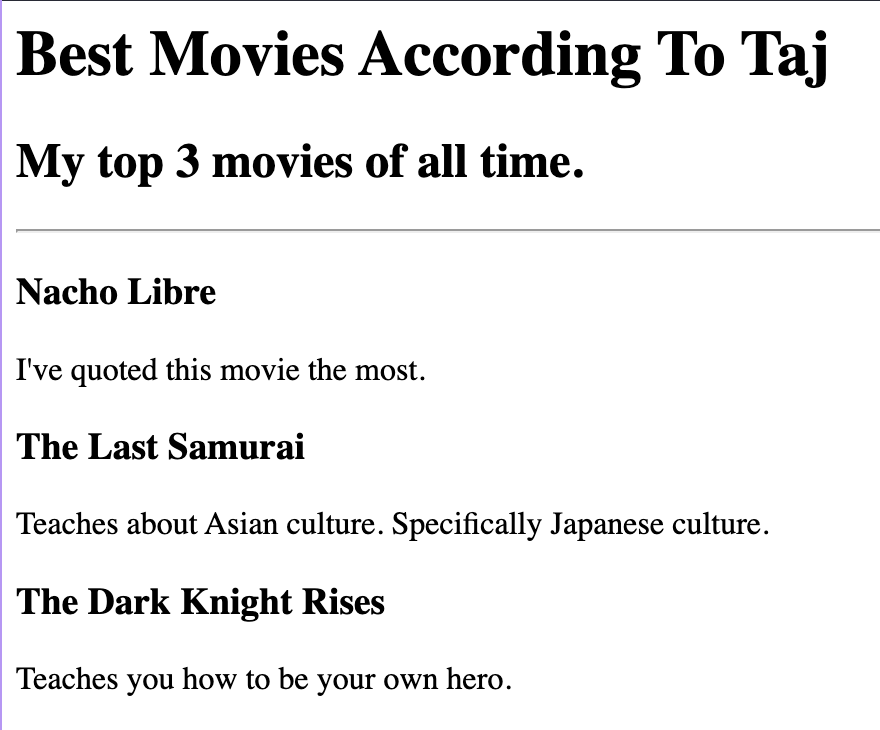 Best Movies According To Taj
My top 3 movies of all time.
Nacho Libre
I've quoted this movie the most.
The Last Samurai
Teaches about Asian culture. Specifically Japanese culture.
The Dark Knight Rises
Teaches you how to be your own hero.